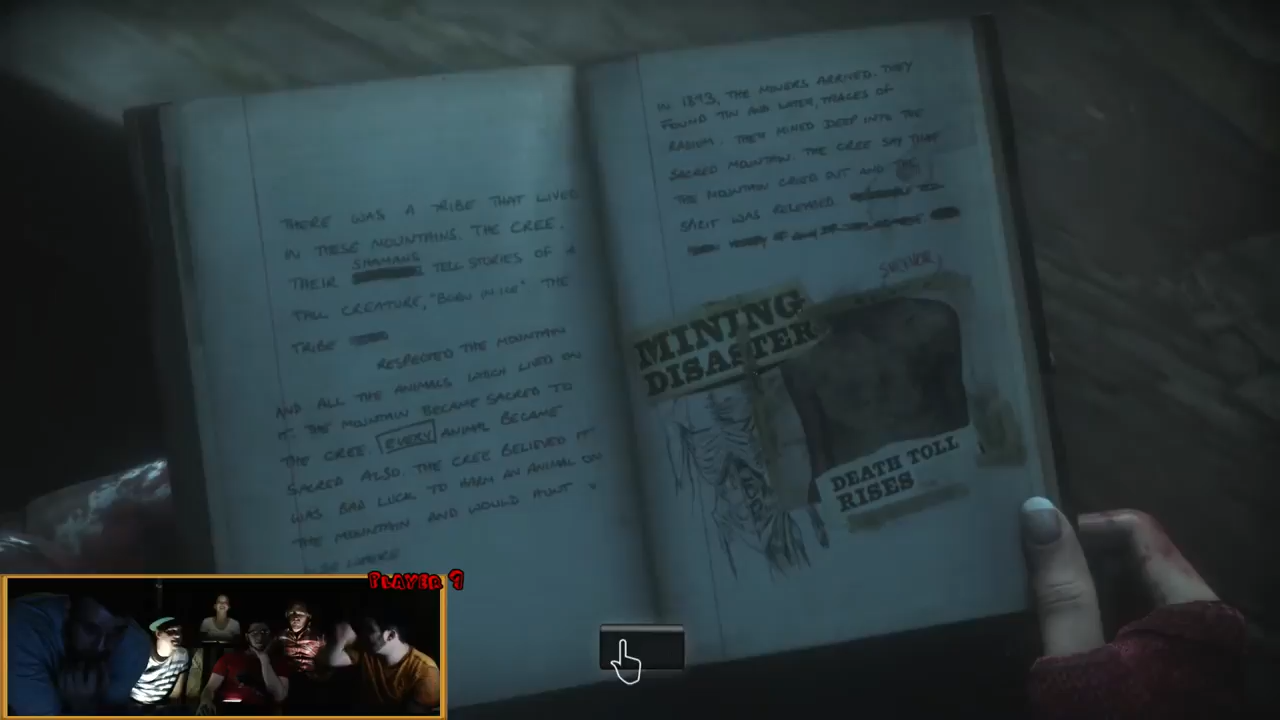 THERE WAS A TRIBE THAT LIVED
IN THESE MOUNTAINS. THE CREE.
SHAMANS
THEIR TELL STORIES OF A
TALL CREATURE, "BORN IN ICE" THE
TRIBE
RESPECTED THE MOUNTAIN
AND ALL THE ANIMALS WHICH LIVED ON
IT. THE MOUNTAIN BECAME SACRED TO
THE CREE. EVERY ANIMAL BECAME
SACRED ALSO. THE CREE BELIEVED IT
WAS BAD LUCK TO HARM AN ANIMAL ON
THE MOUNTAIN AND WOULD HUNT
IN 1893, THE MINERS ARRIVED. THEY
FOUND TIN AND LATER, TRACES OF
RADIUM. THEY MINED DEEP INTO THE
SACRED MOUNTAIN. THE CREE SAY THAT
THE MOUNTAIN CRIED OUT AND THE
SPIRIT WAS RELEASED.
MINING
DISASTER
DEATH TOLL
RISES
PLAYER 1